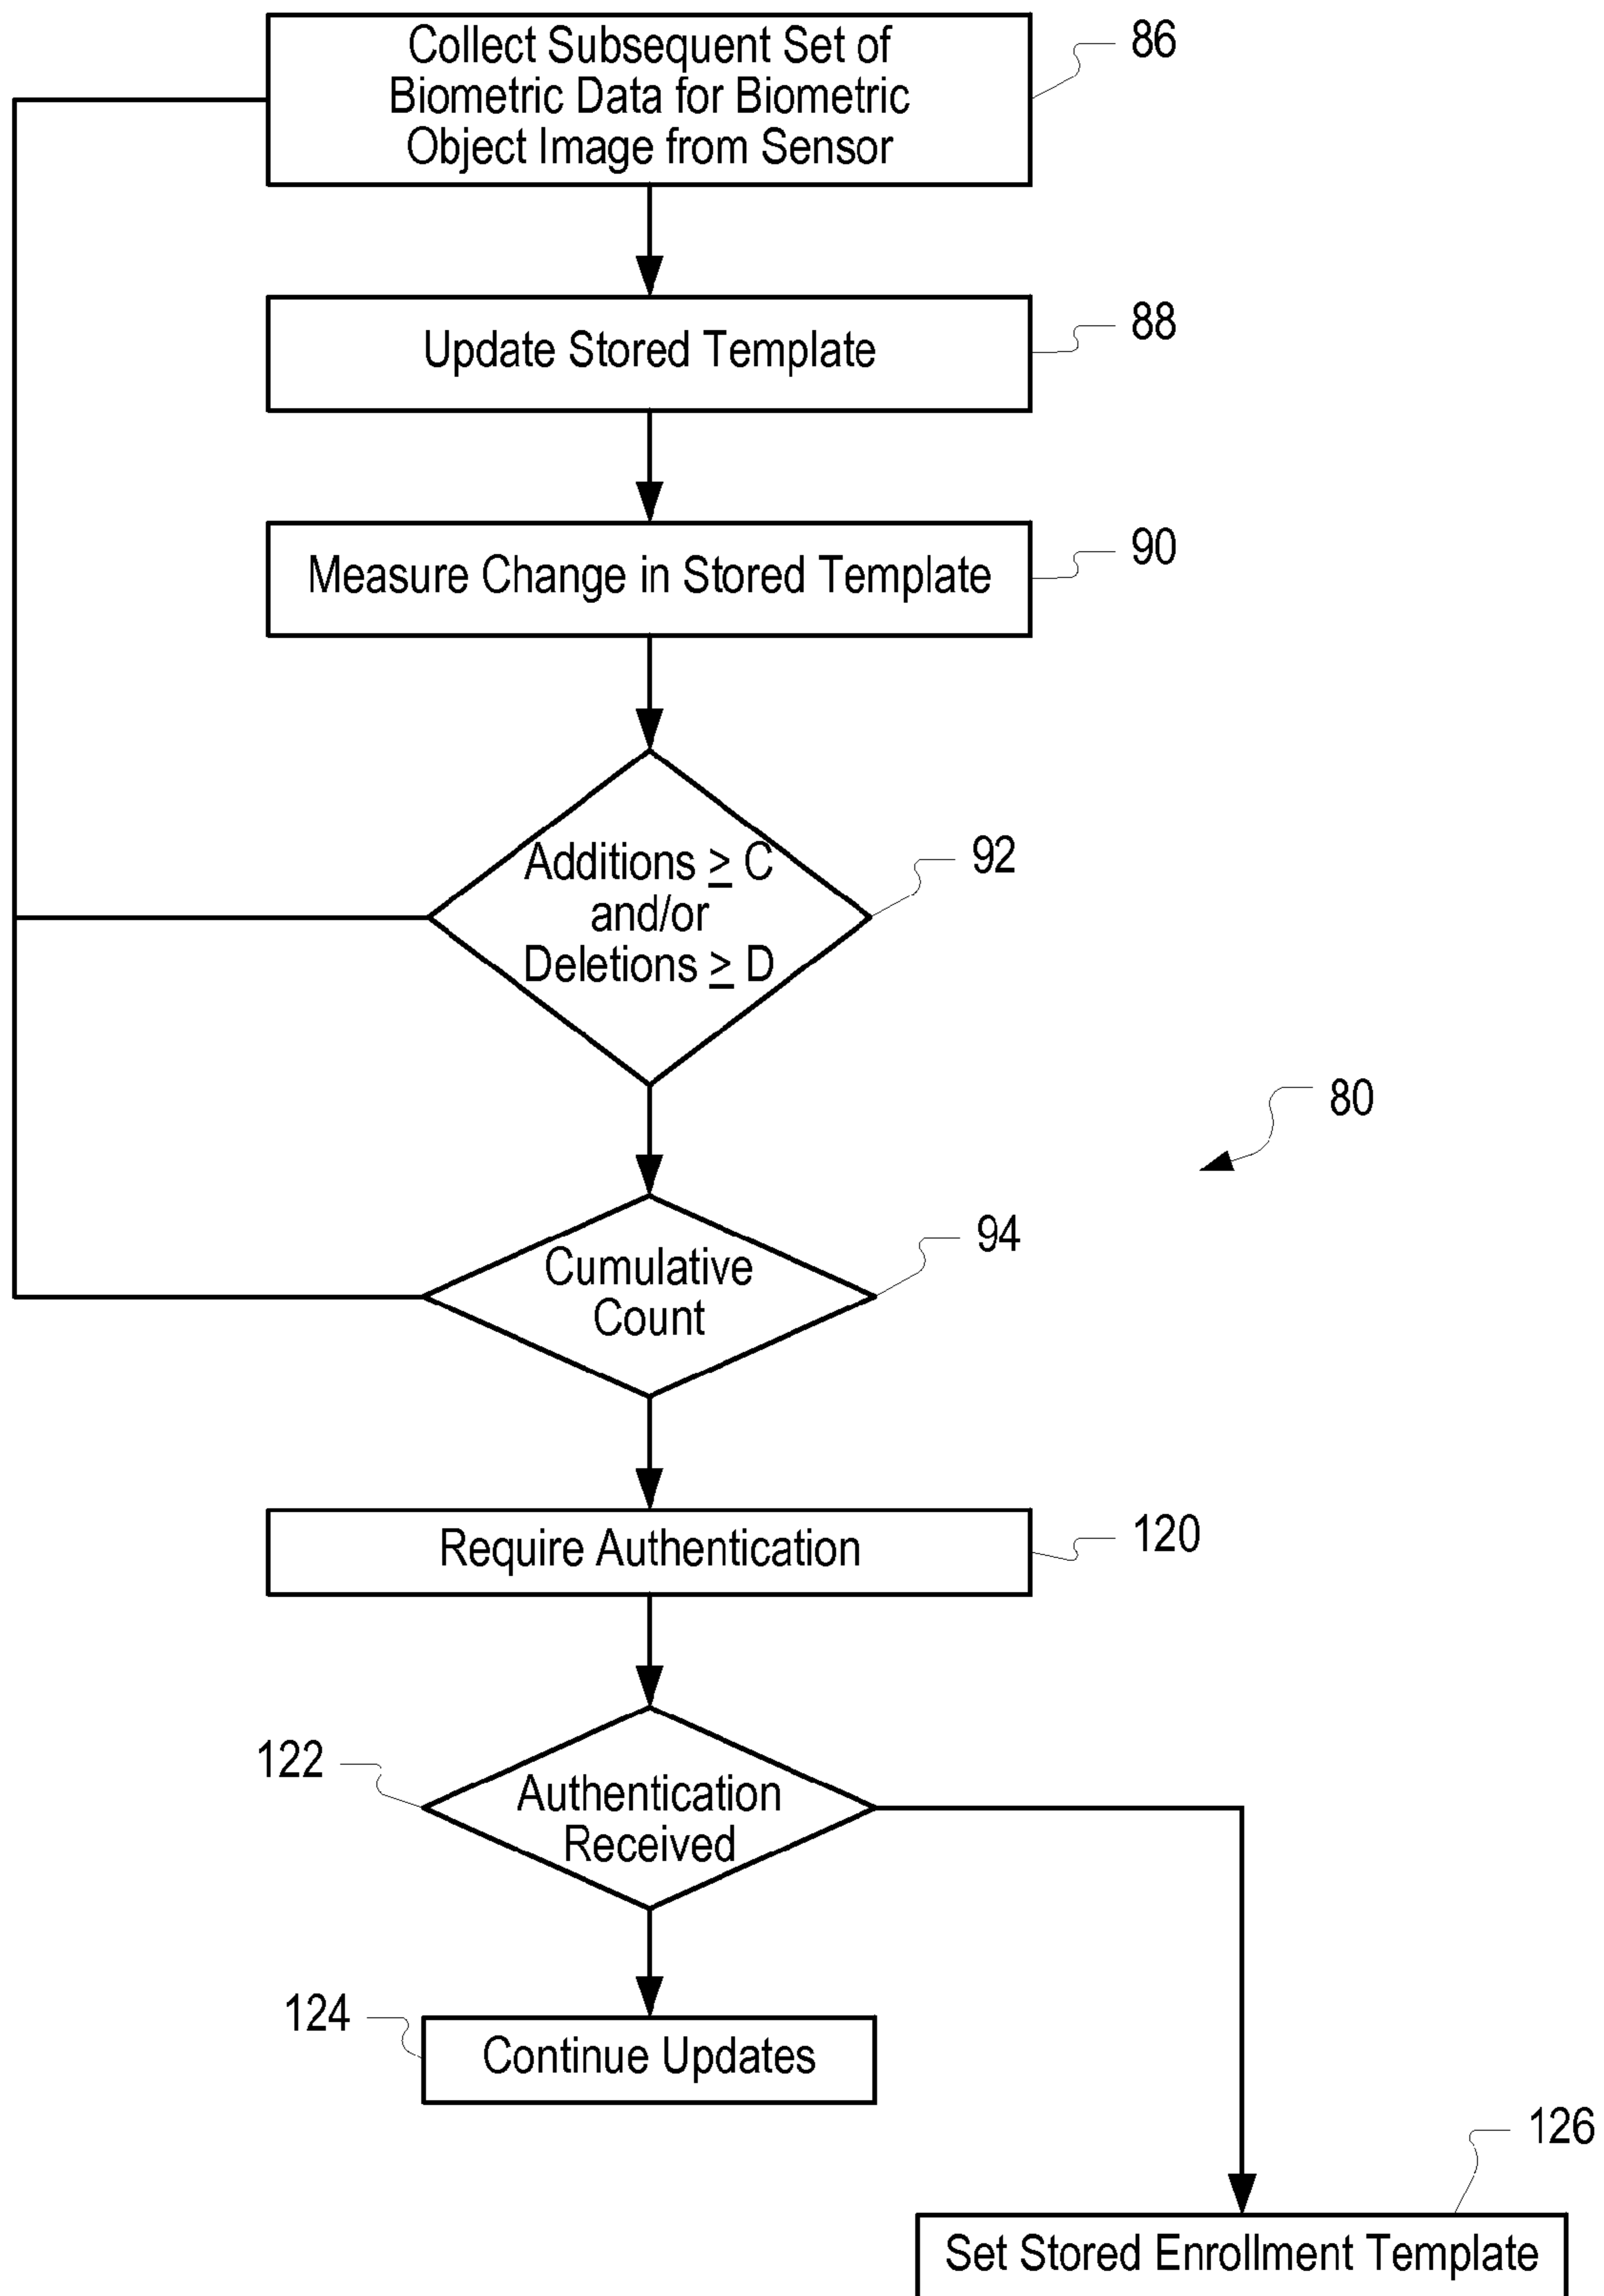 Collect Subsequent Set of
Biometric Data for Biometric
Object Image from Sensor
86
Update Stored Template
88
Measure Change in Stored Template
90
Additions ≥ C
and/or
Deletions ≥ D
92
80
Cumulative
Count
94
Require Authentication
120
122
Authentication
Received
124
Continue Updates
126
Set Stored Enrollment Template